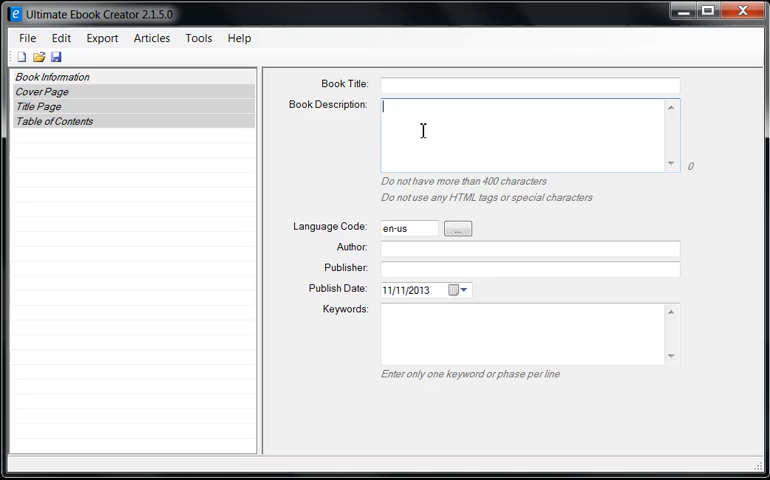 Ultimate Ebook Creator 2.1.5.0
File Edit Export Articles Tools Help
Book Information
Cover Page
Title Page
Table of Contents
Book Title:
Book Description:
0
Do not have more than 400 characters
Do not use any HTML tags or special characters
Language Code: en-us ...
Author:
Publisher:
Publish Date: 11/11/2013
Keywords:
Enter only one keyword or phase per line